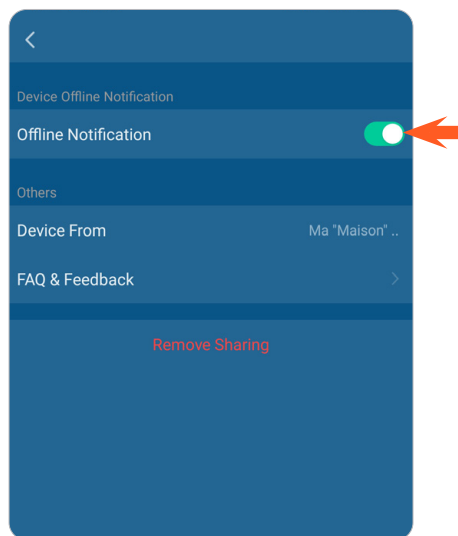 Device Offline Notification
Offline Notification
Others
Device From Ma "Maison" ..
FAQ & Feedback
Remove Sharing